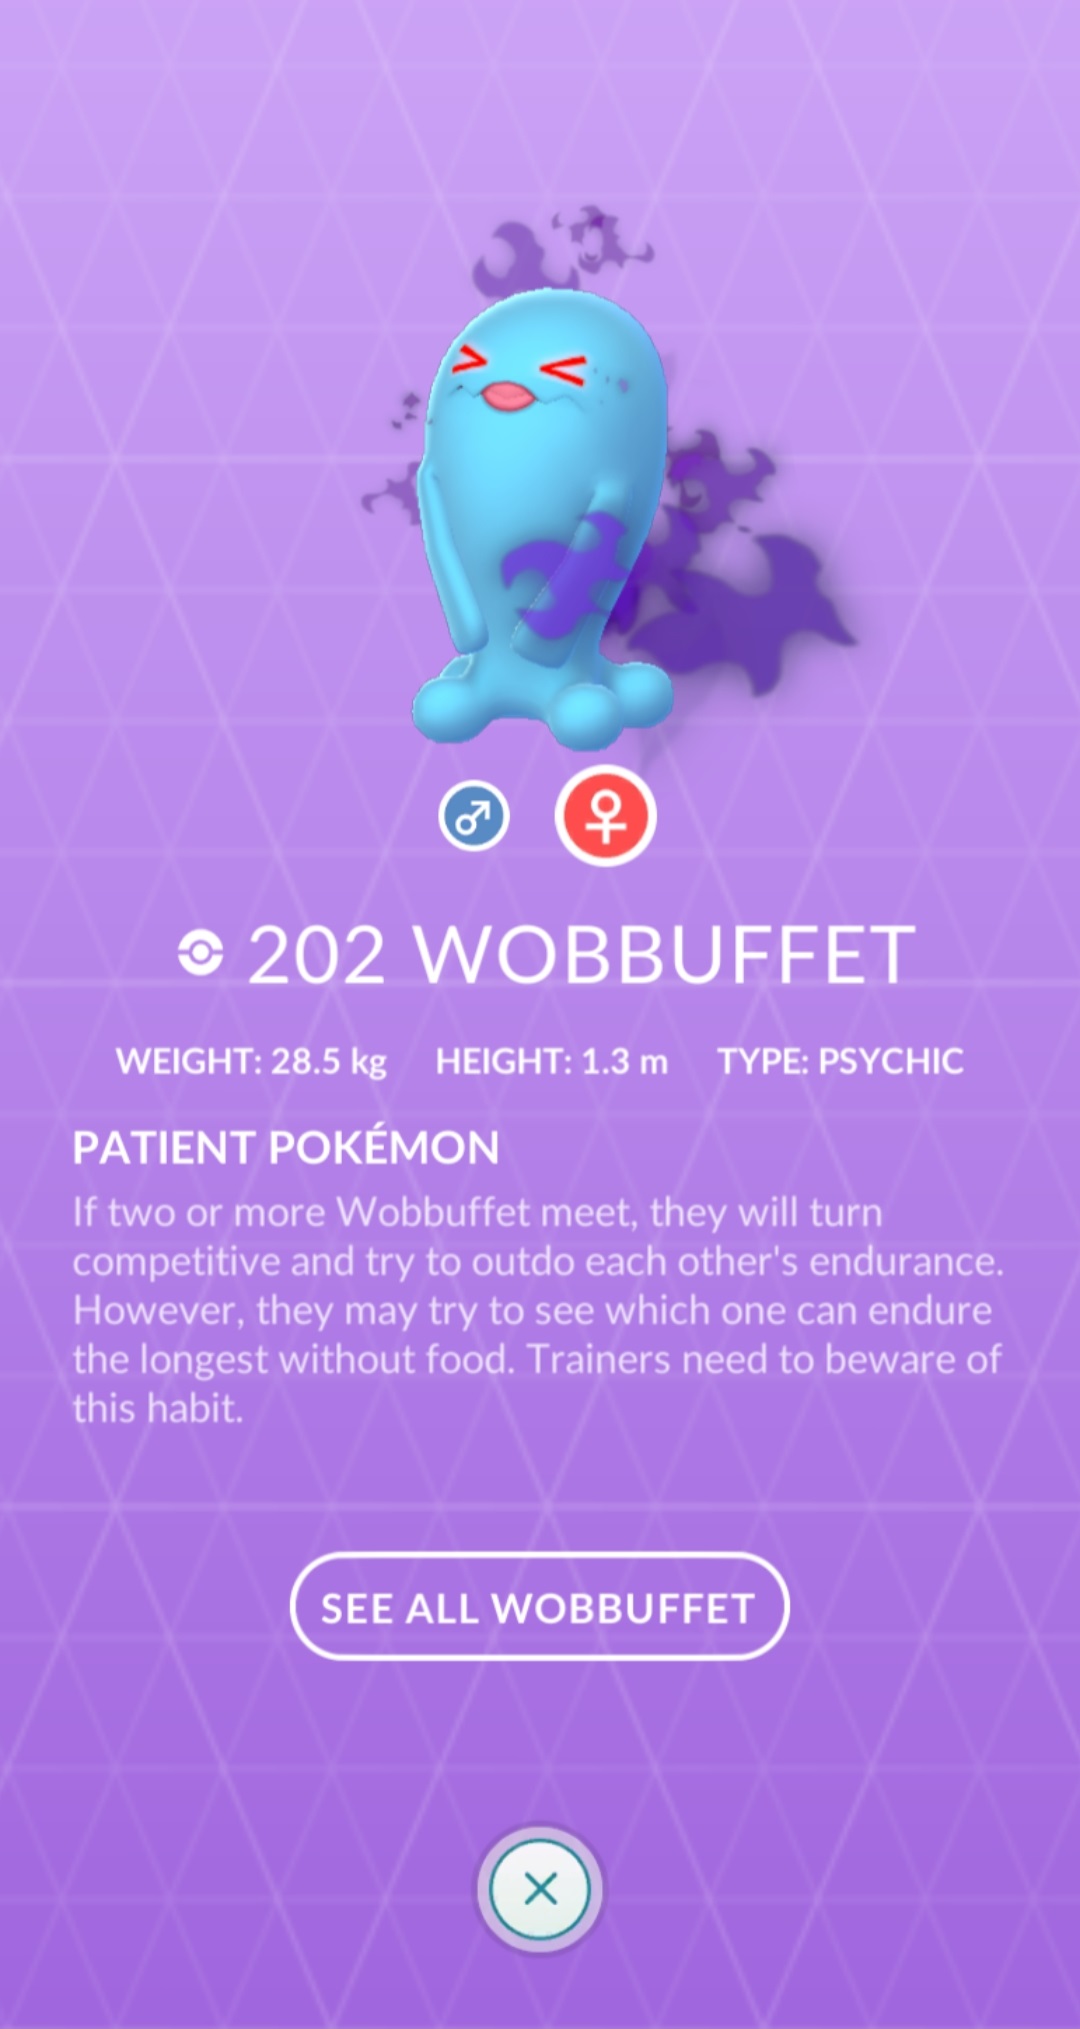 202 WOBBUFFET
WEIGHT: 28.5 kg HEIGHT: 1.3 m TYPE: PSYCHIC
PATIENT POKÉMON
If two or more Wobbuffet meet, they will turn
competitive and try to outdo each other's endurance.
However, they may try to see which one can endure
the longest without food. Trainers need to beware of
this habit.
SEE ALL WOBBUFFET